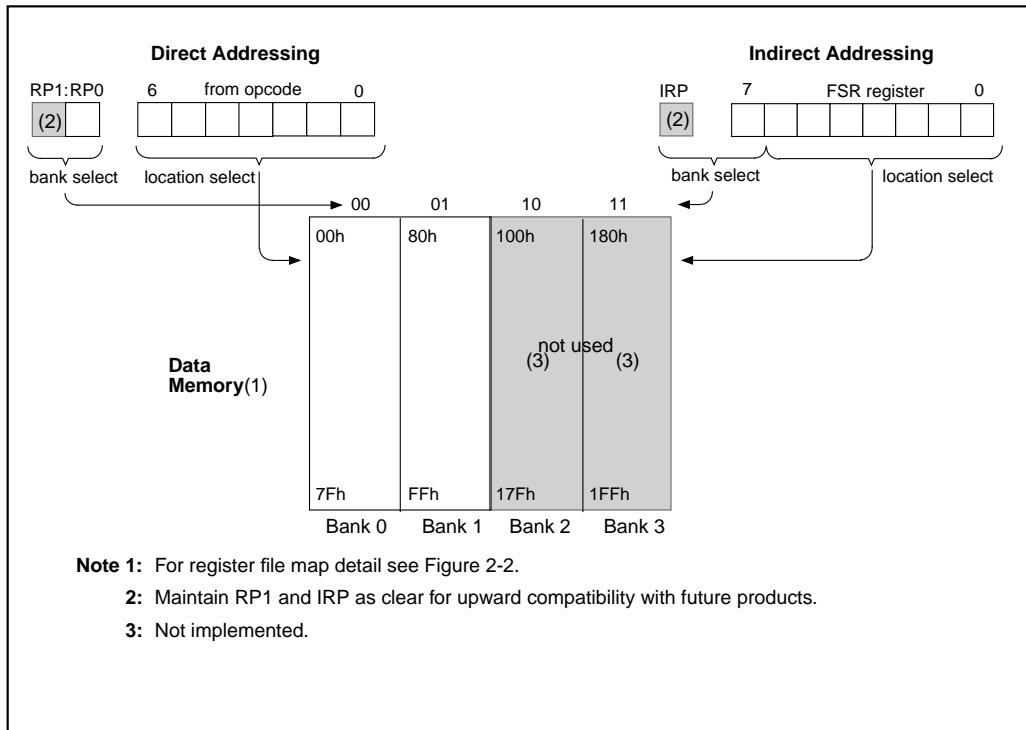 Direct Addressing
Indirect Addressing
RP1:RP0 6 from opcode 0
IRP 7 FSR register 0
(2)
(2)
bank select location select
bank select location select
00 01 10 11
00h 80h 100h 180h
not used
(3) (3)
Data
Memory(1)
7Fh FFh 17Fh 1FFh
Bank 0 Bank 1 Bank 2 Bank 3
Note 1: For register file map detail see Figure 2-2.
2: Maintain RP1 and IRP as clear for upward compatibility with future products.
3: Not implemented.